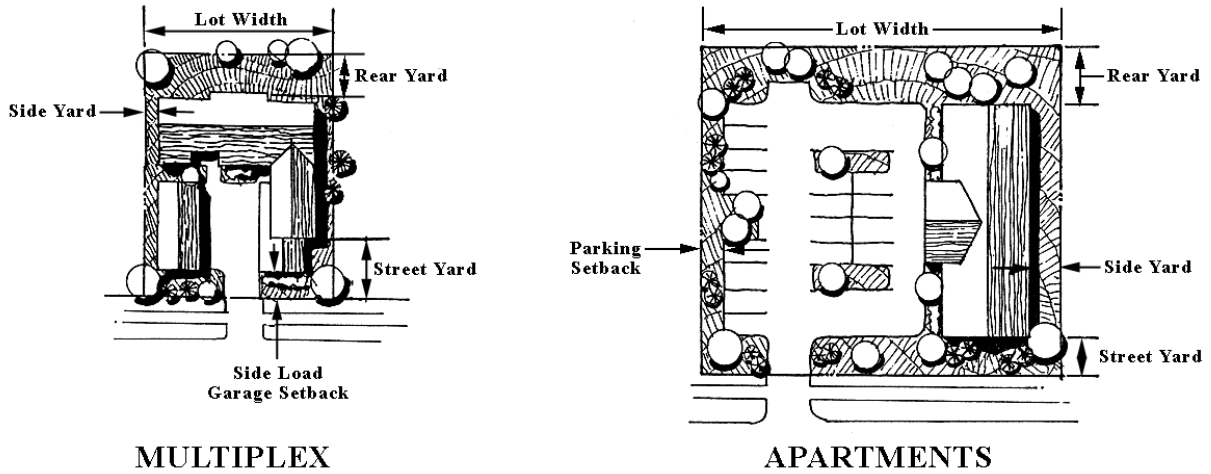 Lot Width
Rear Yard
Side Yard
Street Yard
Side Load
Garage Setback
MULTIPLEX
Lot Width
Rear Yard
Parking
Setback
Side Yard
Street Yard
APARTMENTS